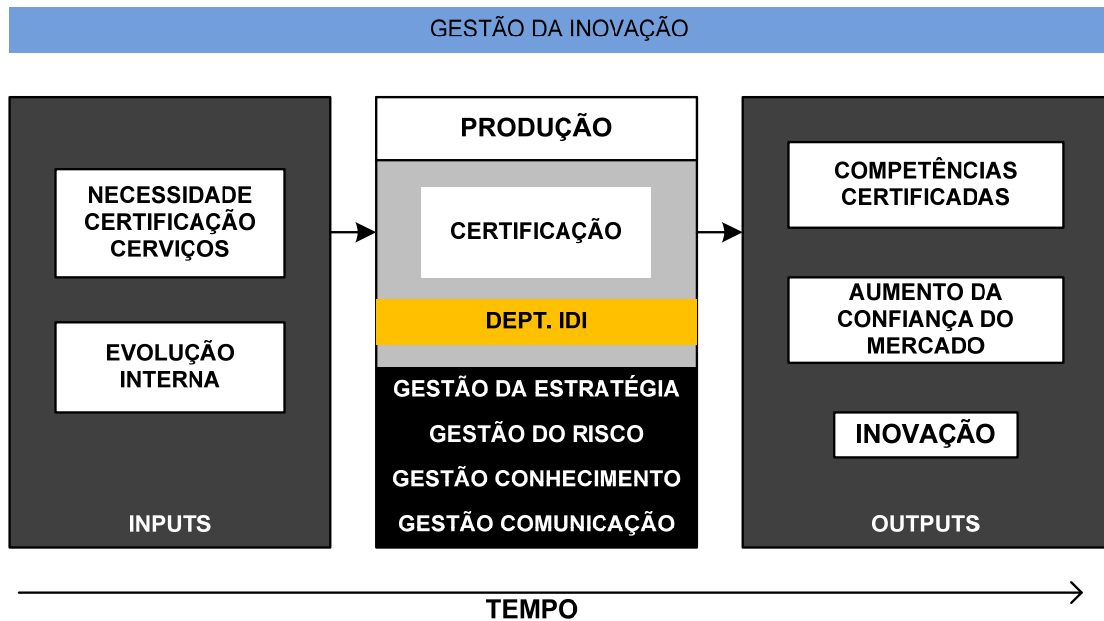 GESTÃO DA INOVAÇÃO
NECESSIDADE
CERTIFICAÇÃO
CERVIÇOS
EVOLUÇÃO
INTERNA
INPUTS
PRODUÇÃO
CERTIFICAÇÃO
DEPT. IDI
GESTÃO DA ESTRATÉGIA
GESTÃO DO RISCO
GESTÃO CONHECIMENTO
GESTÃO COMUNICAÇÃO
COMPETÊNCIAS
CERTIFICADAS
AUMENTO DA
CONFIANÇA DO
MERCADO
INOVAÇÃO
OUTPUTS
TEMPO